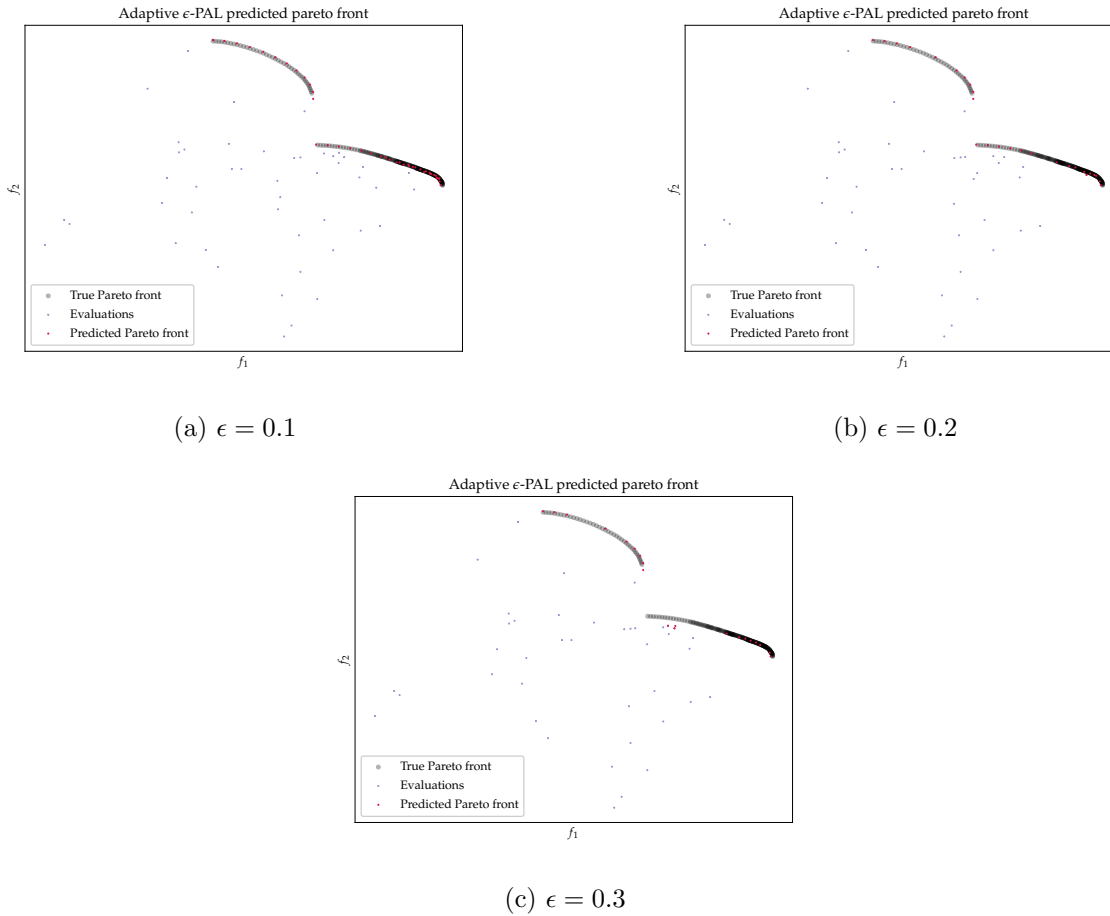 Adaptive ϵ-PAL predicted pareto front
f₂
True Pareto front
Evaluations
Predicted Pareto front
f₁
(a) ϵ = 0.1
Adaptive ϵ-PAL predicted pareto front
f₂
True Pareto front
Evaluations
Predicted Pareto front
f₁
(b) ϵ = 0.2
Adaptive ϵ-PAL predicted pareto front
f₂
True Pareto front
Evaluations
Predicted Pareto front
f₁
(c) ϵ = 0.3